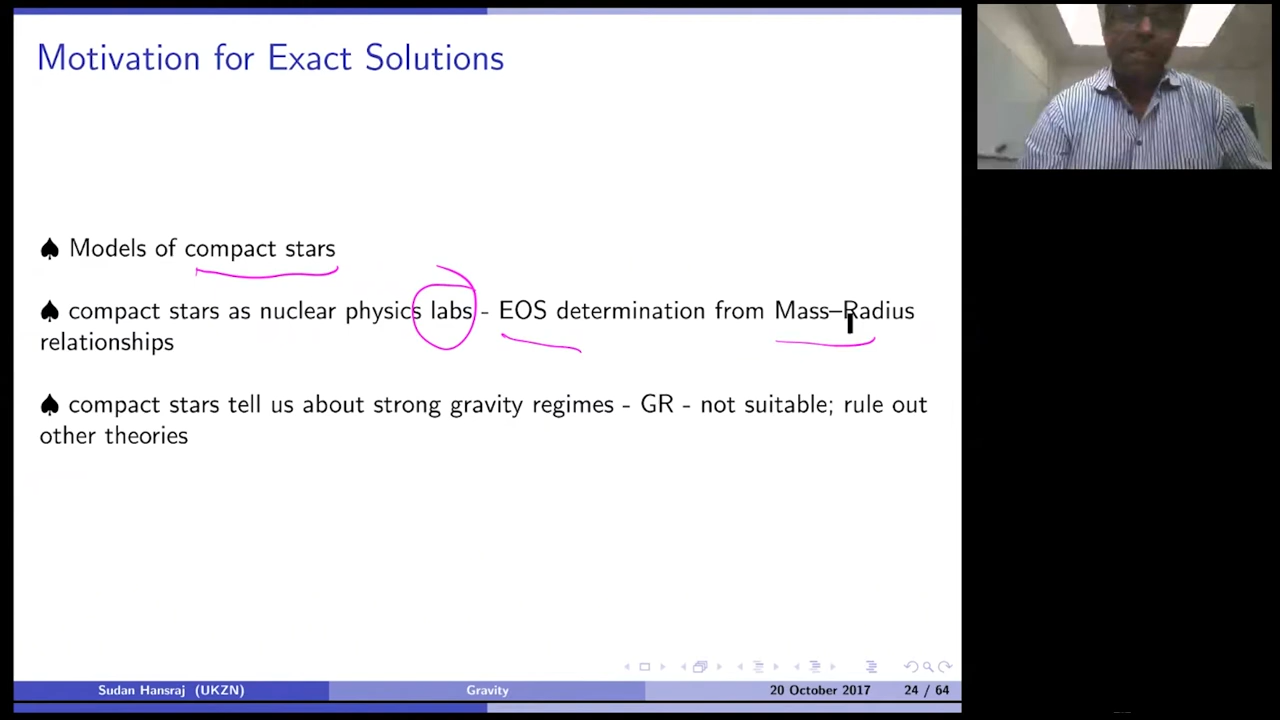 Motivation for Exact Solutions
♠ Models of compact stars
♠ compact stars as nuclear physics labs - EOS determination from Mass–Radius
relationships
♠ compact stars tell us about strong gravity regimes - GR - not suitable; rule out
other theories
Sudan Hansraj (UKZN) Gravity 20 October 2017 24 / 64